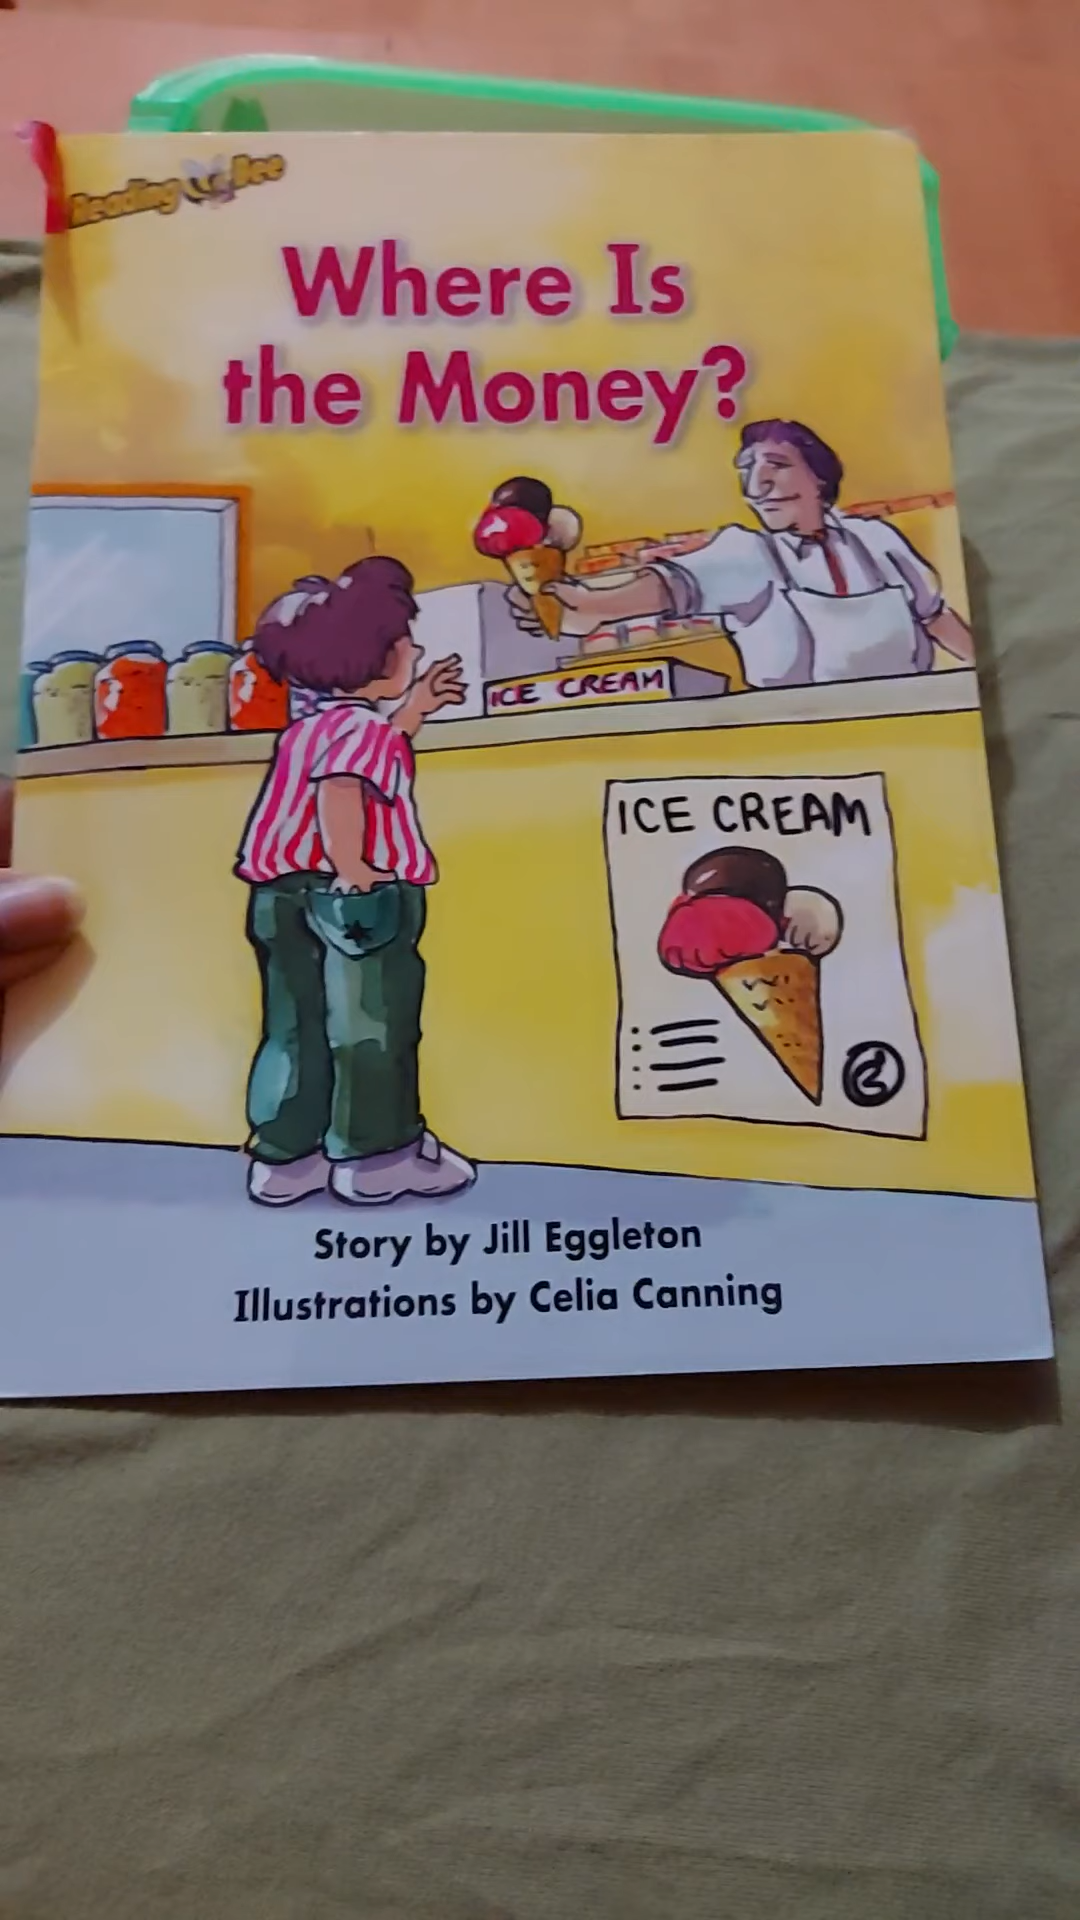 Reading Bee
Where Is
the Money?
ICE CREAM
ICE CREAM
Story by Jill Eggleton
Illustrations by Celia Canning